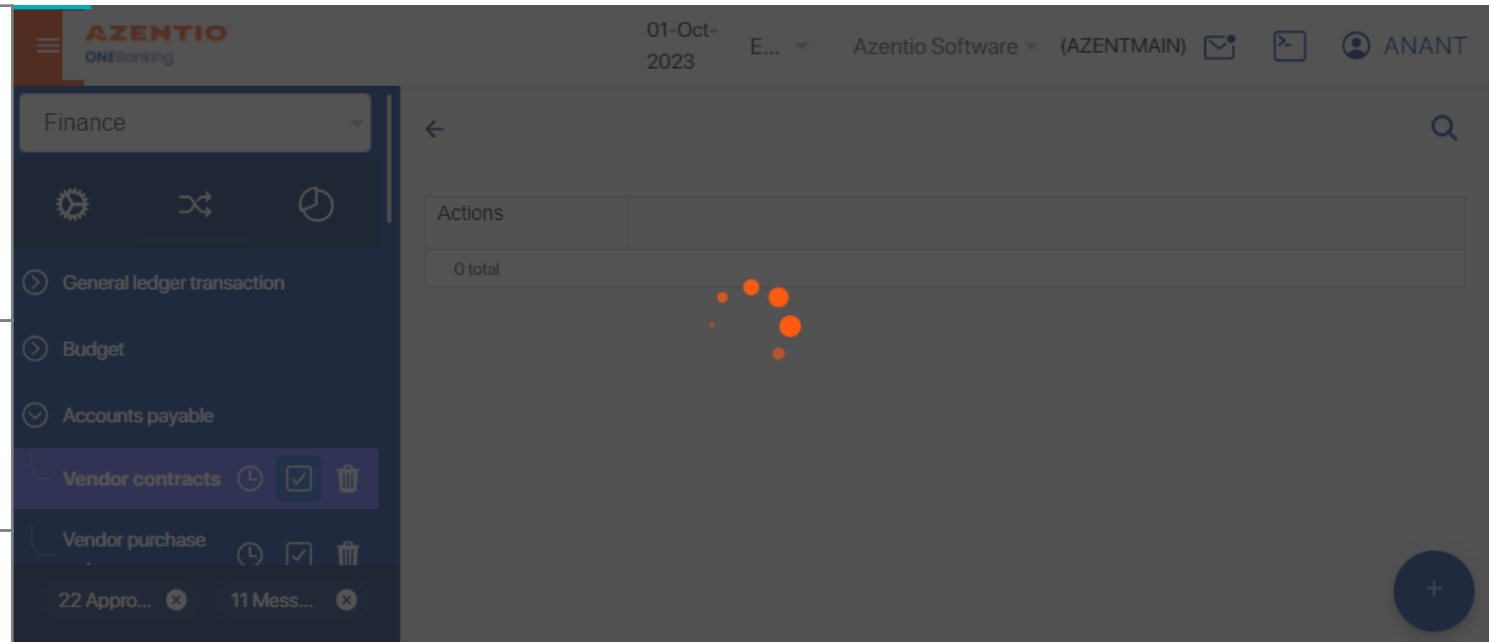 AZENTIO
ONEBanking
01-Oct-
2023
E...
Azentio Software
(AZENTMAIN)
ANANT
Finance
Actions
0 total
General ledger transaction
Budget
Accounts payable
Vendor contracts
Vendor purchase
22 Appro...
11 Mess...